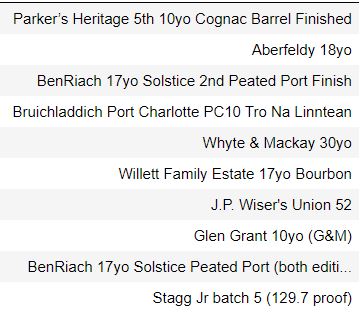 Parker's Heritage 5th 10yo Cognac Barrel Finished
Aberfeldy 18yo
BenRiach 17yo Solstice 2nd Peated Port Finish
Bruichladdich Port Charlotte PC10 Tro Na Linntean
Whyte & Mackay 30yo
Willett Family Estate 17yo Bourbon
J.P. Wiser's Union 52
Glen Grant 10yo (G&M)
BenRiach 17yo Solstice Peated Port (both editi...
Stagg Jr batch 5 (129.7 proof)